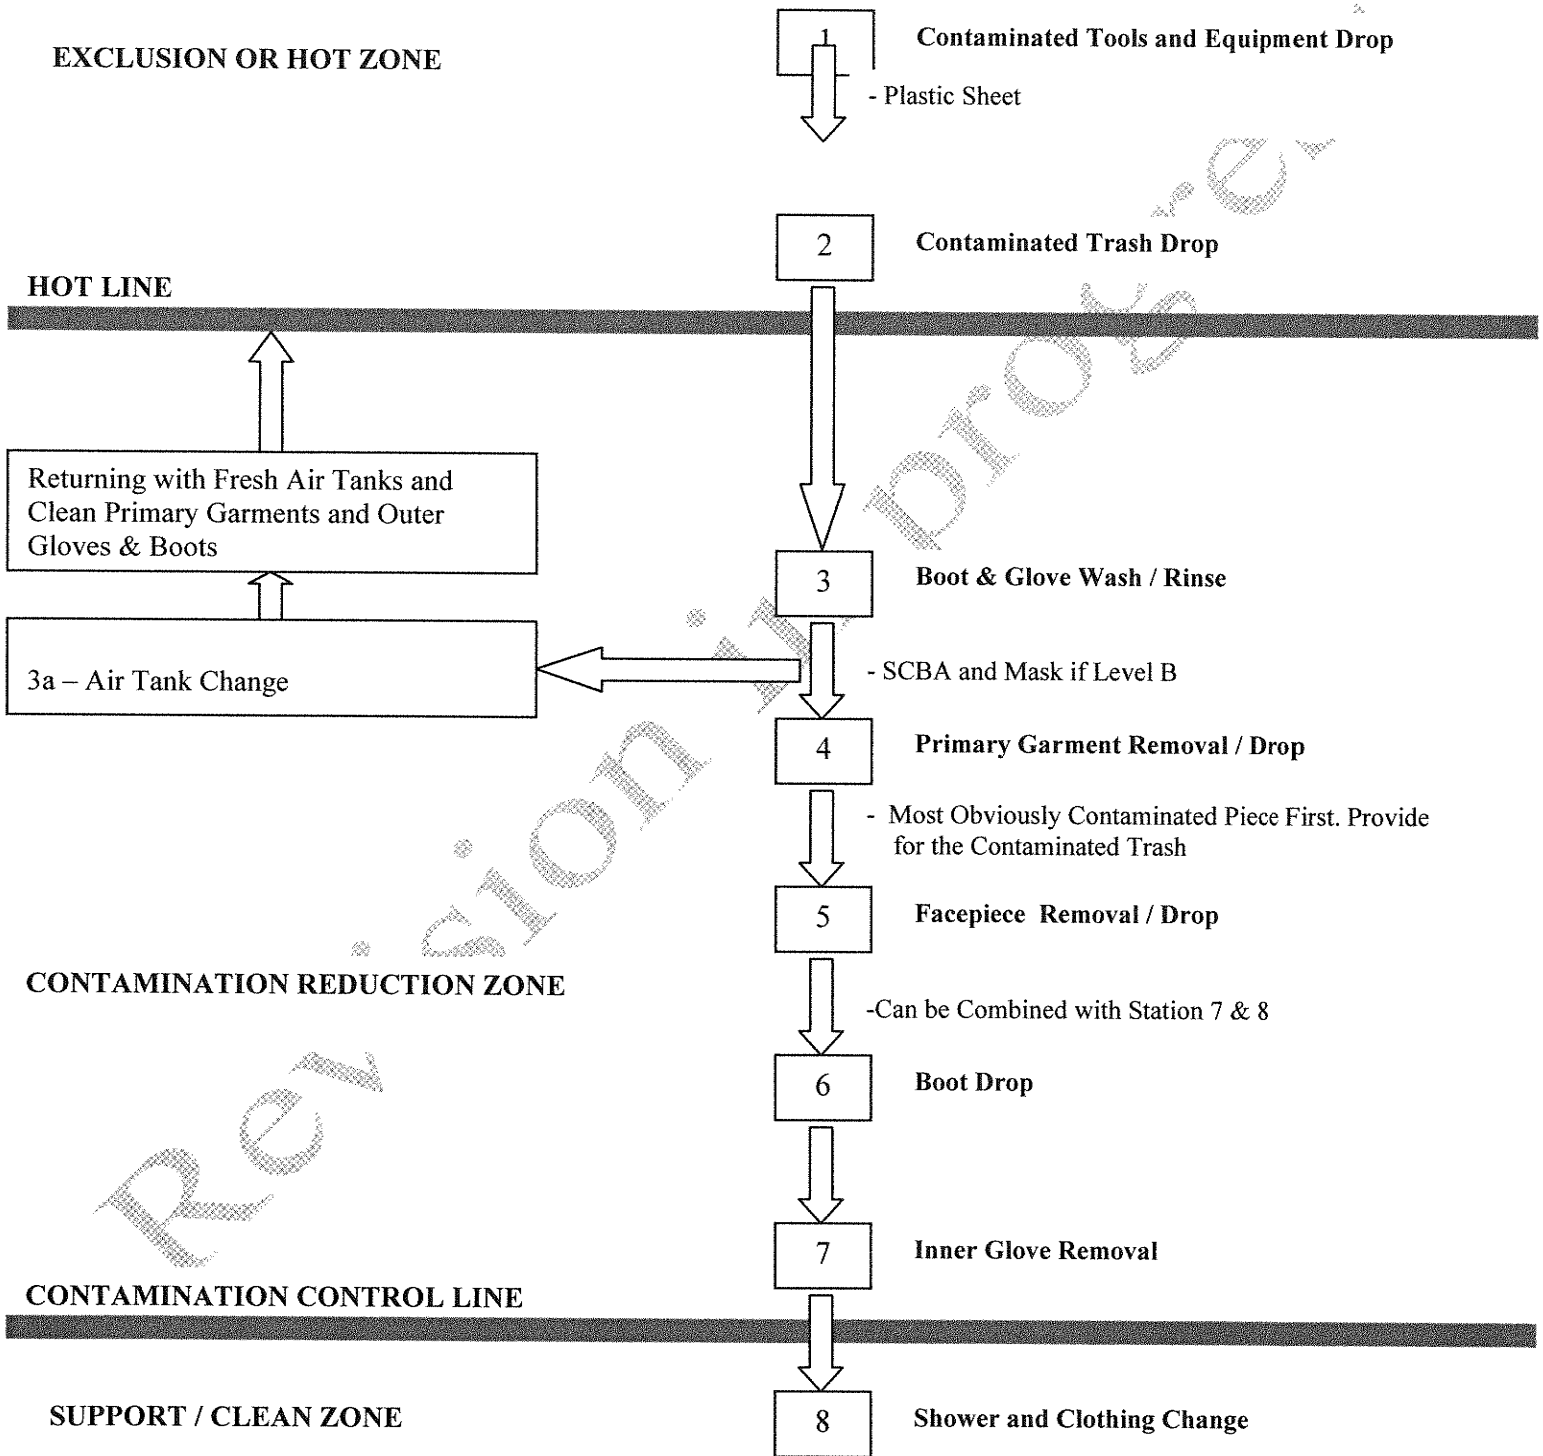 EXCLUSION OR HOT ZONE
1
Contaminated Tools and Equipment Drop
- Plastic Sheet
2
Contaminated Trash Drop
HOT LINE
Returning with Fresh Air Tanks and
Clean Primary Garments and Outer
Gloves & Boots
3
Boot & Glove Wash / Rinse
3a – Air Tank Change
- SCBA and Mask if Level B
4
Primary Garment Removal / Drop
- Most Obviously Contaminated Piece First. Provide
for the Contaminated Trash
5
Facepiece Removal / Drop
CONTAMINATION REDUCTION ZONE
-Can be Combined with Station 7 & 8
6
Boot Drop
7
Inner Glove Removal
CONTAMINATION CONTROL LINE
SUPPORT / CLEAN ZONE
8
Shower and Clothing Change